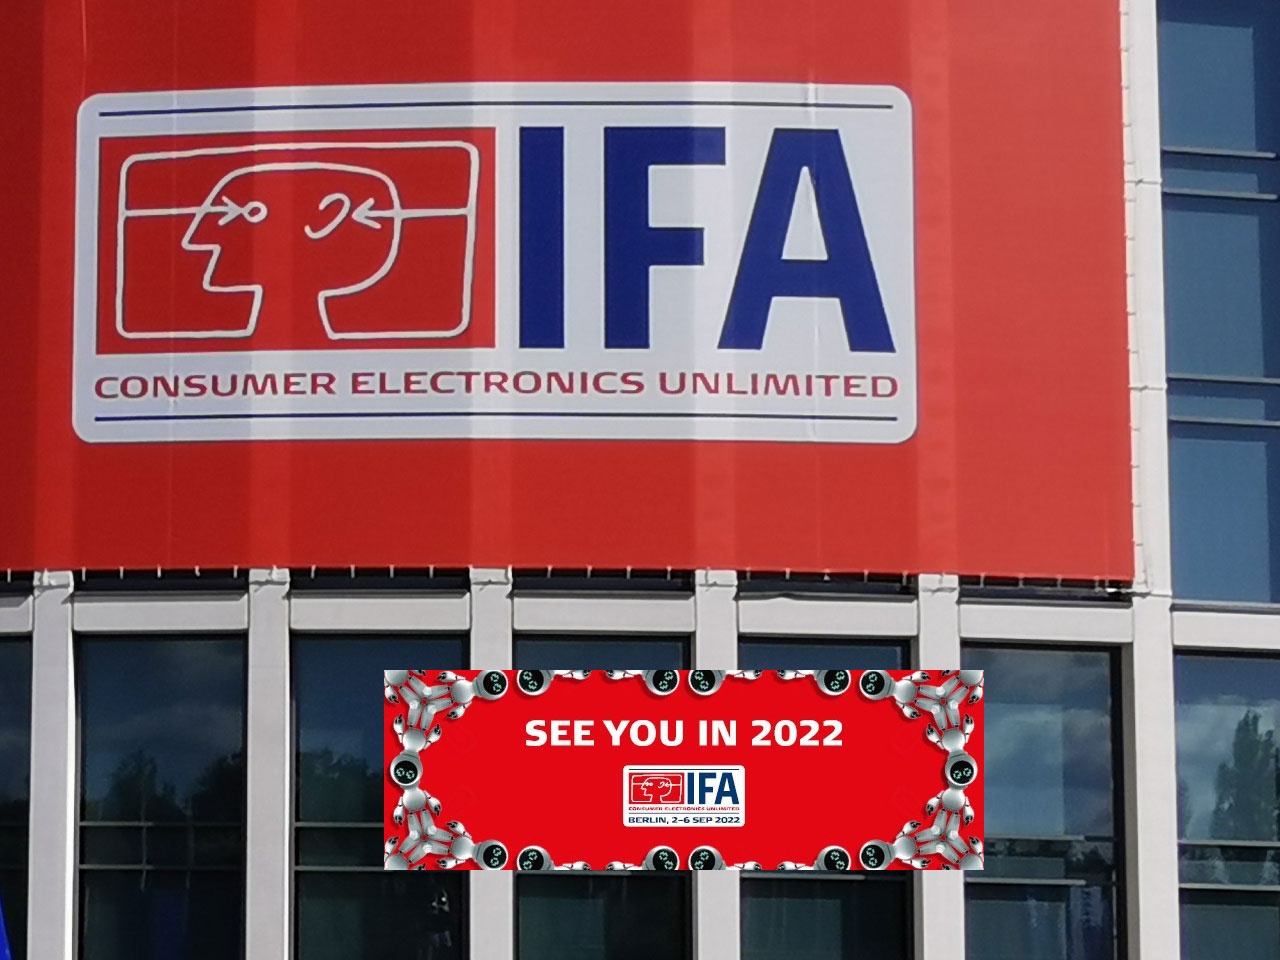 IFA
CONSUMER ELECTRONICS UNLIMITED
SEE YOU IN 2022
IFA
CONSUMER ELECTRONICS UNLIMITED
BERLIN, 2-6 SEP 2022